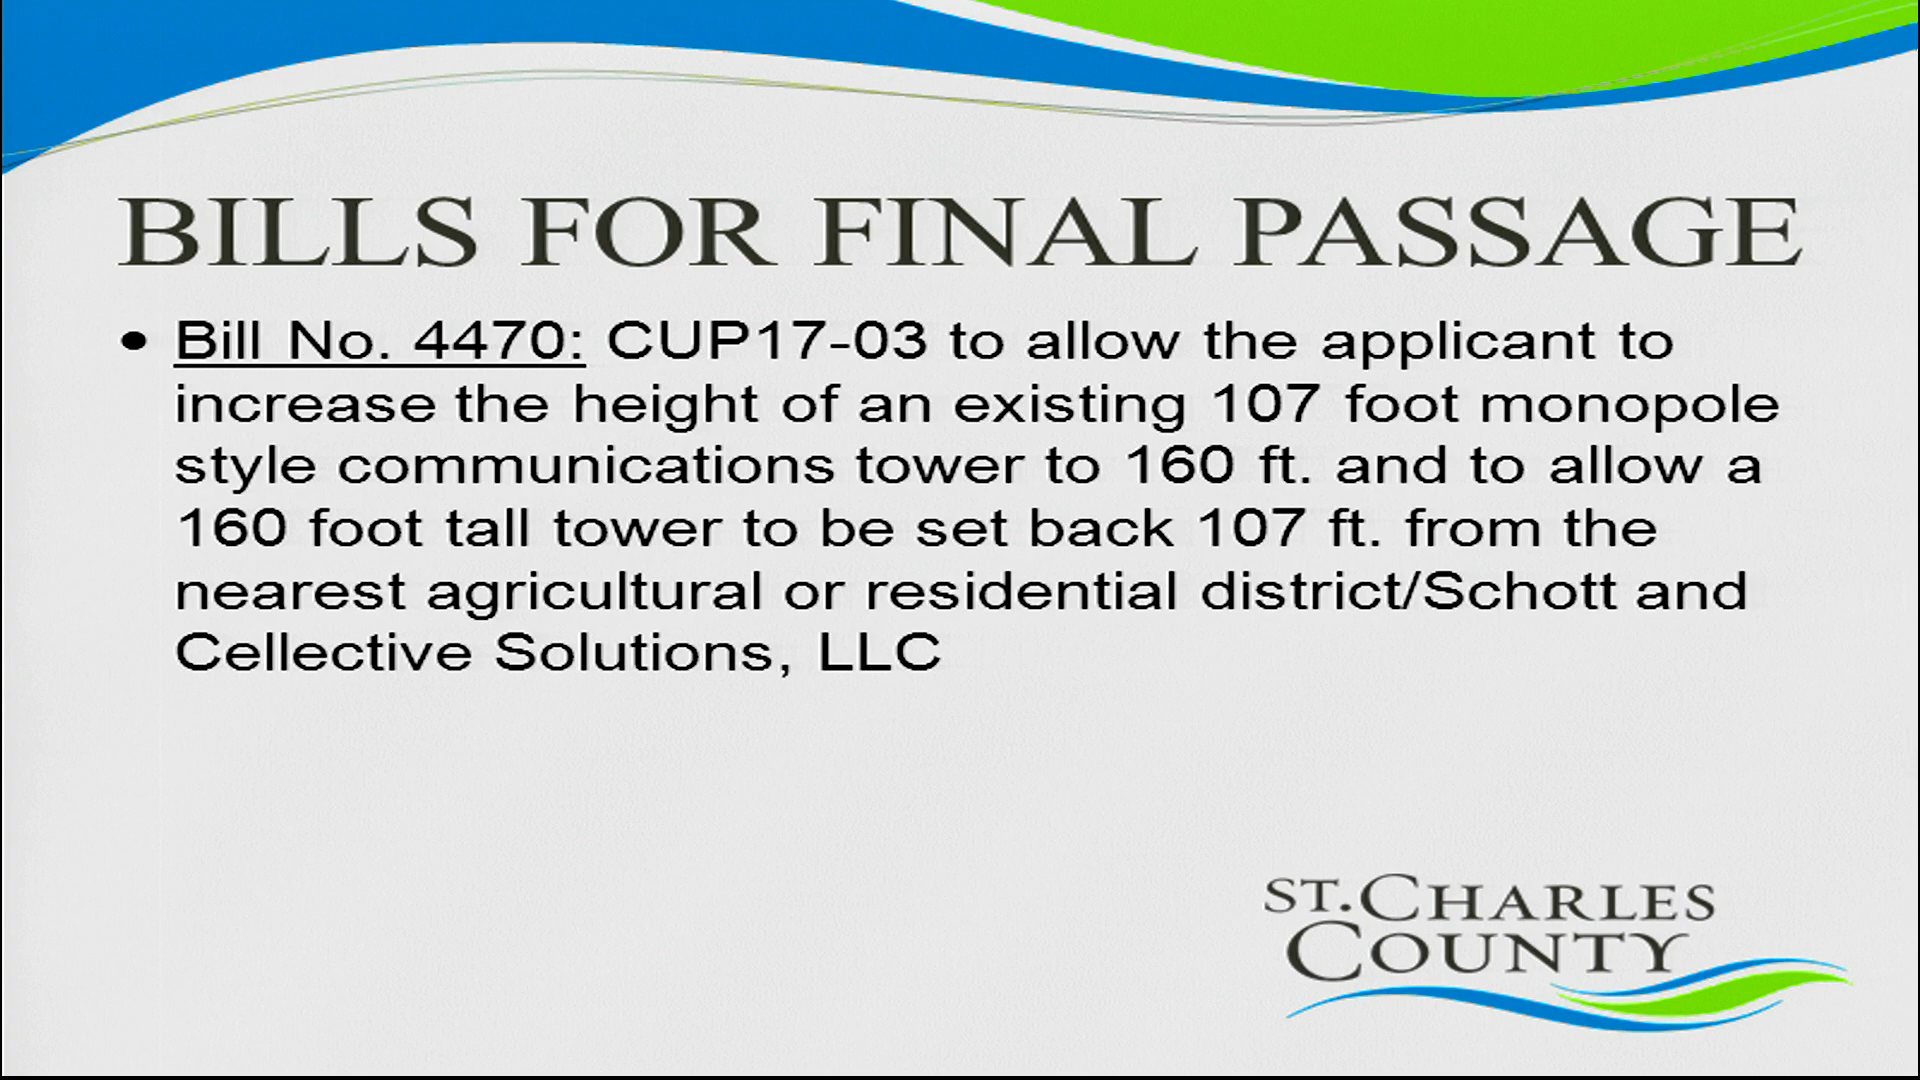 BILLS FOR FINAL PASSAGE
• Bill No. 4470: CUP17-03 to allow the applicant to
increase the height of an existing 107 foot monopole
style communications tower to 160 ft. and to allow a
160 foot tall tower to be set back 107 ft. from the
nearest agricultural or residential district/Schott and
Cellective Solutions, LLC
ST. CHARLES
COUNTY